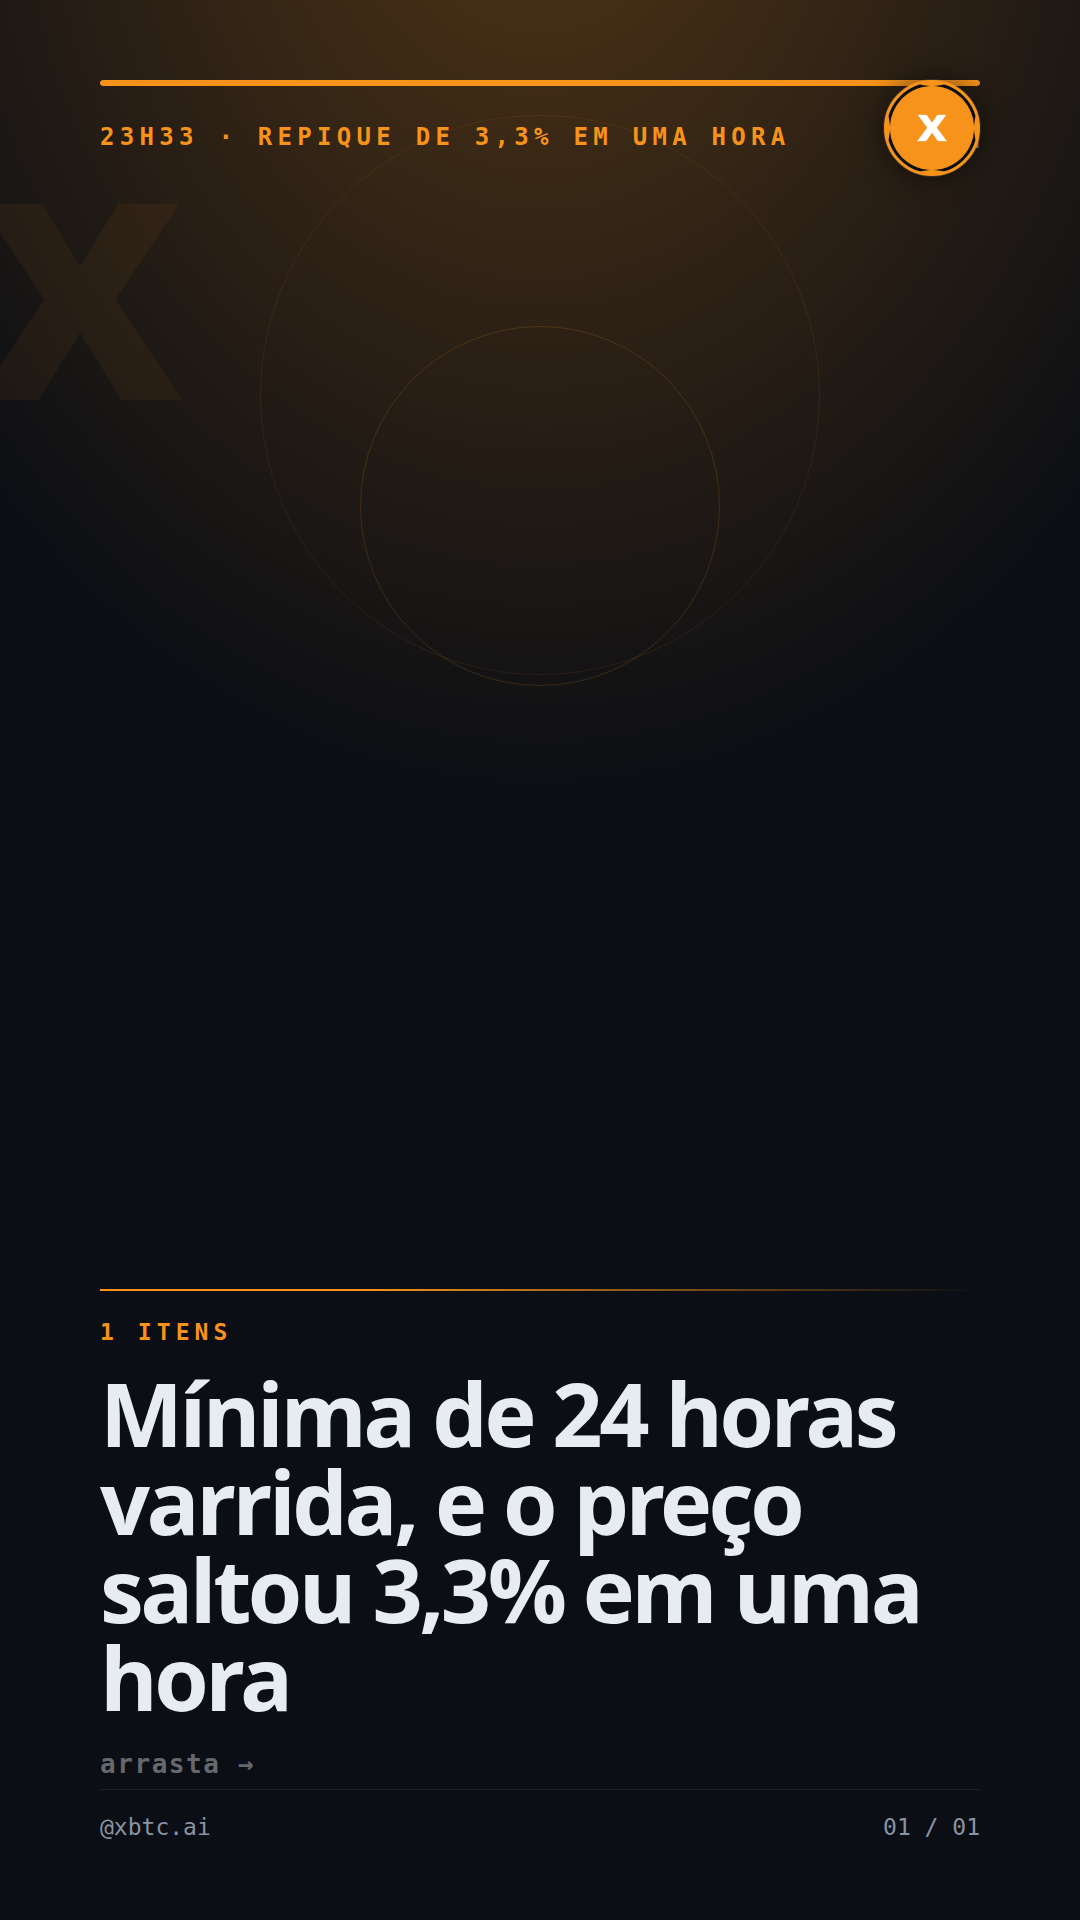 23H33 · REPIQUE DE 3,3% EM UMA HORA
X
X
1 ITENS
Mínima de 24 horas
varrida, e o preço
saltou 3,3% em uma
hora
arrasta →
@xbtc.ai
01 / 01